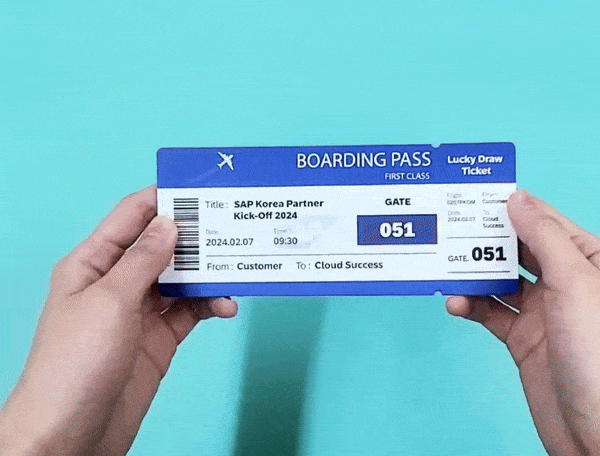 BOARDING PASS
FIRST CLASS
Title : SAP Korea Partner
Kick-Off 2024
Date
Time
2024.02.07
09:30
From : Customer To : Cloud Success
GATE
051
Lucky Draw
Ticket
Customer
Date
To
2024.02.07
Cloud
Success
GATE. 051